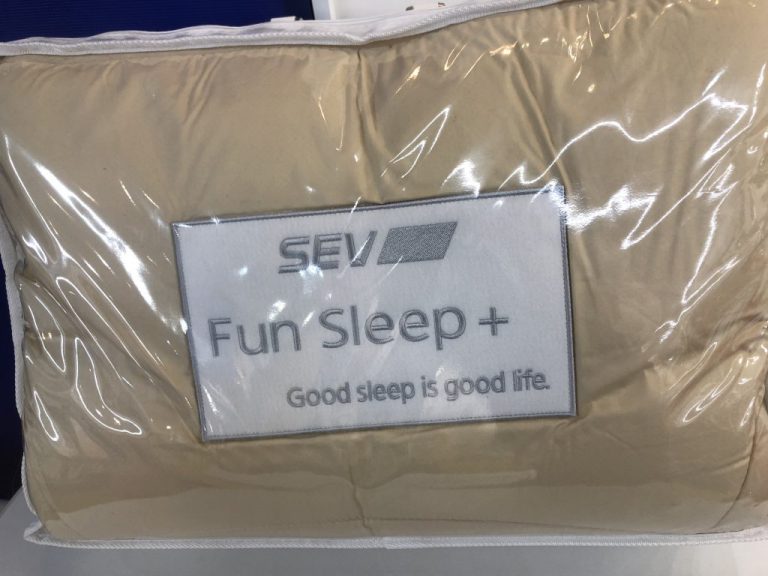 SEV
Fun Sleep +
Good sleep is good life.